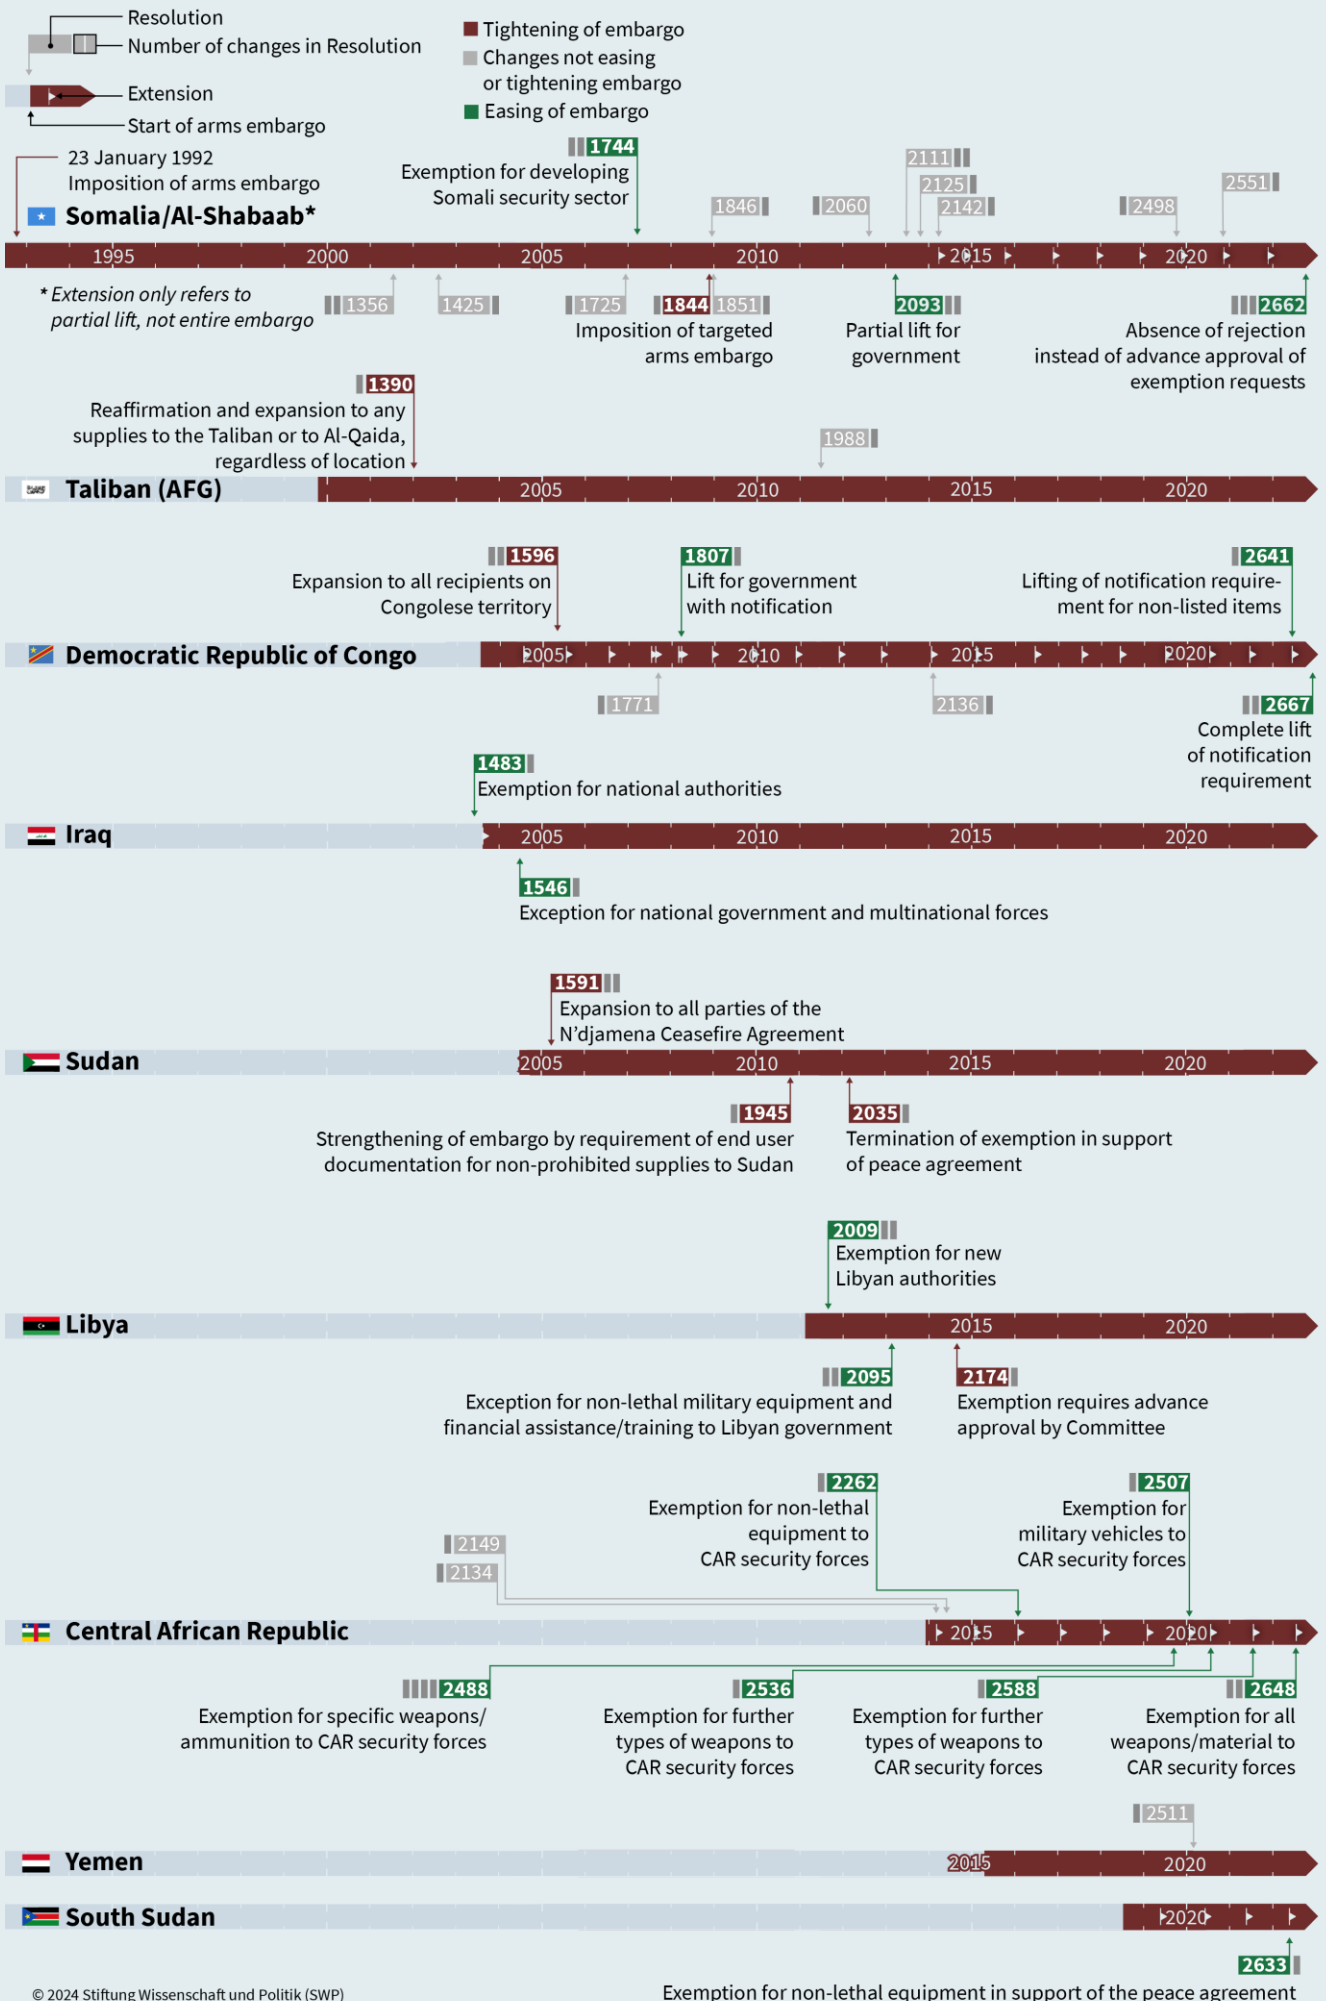 Resolution
Number of changes in Resolution
Extension
Start of arms embargo
Tightening of embargo
Changes not easing
or tightening embargo
Easing of embargo
23 January 1992
Imposition of arms embargo
Somalia/Al-Shabaab*
1744
Exemption for developing
Somali security sector
1846
2060
2111
2125
2142
2498
2551
1995 2000 2005 2010 2015 2020
* Extension only refers to
partial lift, not entire embargo
1356
1425
1725
1844
1851
Imposition of targeted
arms embargo
2093
Partial lift for
government
2662
Absence of rejection
instead of advance approval of
exemption requests
1390
Reaffirmation and expansion to any
supplies to the Taliban or to Al-Qaida,
regardless of location
1988
Taliban (AFG)
2005 2010 2015 2020
1596
Expansion to all recipients on
Congolese territory
1807
Lift for government
with notification
2641
Lifting of notification require-
ment for non-listed items
Democratic Republic of Congo
2005 2010 2015 2020
1771
2136
2667
Complete lift
of notification
requirement
1483
Exemption for national authorities
Iraq
2005 2010 2015 2020
1546
Exception for national government and multinational forces
1591
Expansion to all parties of the
N’djamena Ceasefire Agreement
Sudan
2005 2010 2015 2020
1945
Strengthening of embargo by requirement of end user
documentation for non-prohibited supplies to Sudan
2035
Termination of exemption in support
of peace agreement
2009
Exemption for new
Libyan authorities
Libya
2015 2020
2095
Exception for non-lethal military equipment and
financial assistance/training to Libyan government
2174
Exemption requires advance
approval by Committee
2262
Exemption for non-lethal
equipment to
CAR security forces
2507
Exemption for
military vehicles to
CAR security forces
2149
2134
Central African Republic
2015 2020
2488
Exemption for specific weapons/
ammunition to CAR security forces
2536
Exemption for further
types of weapons to
CAR security forces
2588
Exemption for further
types of weapons to
CAR security forces
2648
Exemption for all
weapons/material to
CAR security forces
2511
Yemen
2015 2020
South Sudan
2020
2633
Exemption for non-lethal equipment in support of the peace agreement
© 2024 Stiftung Wissenschaft und Politik (SWP)